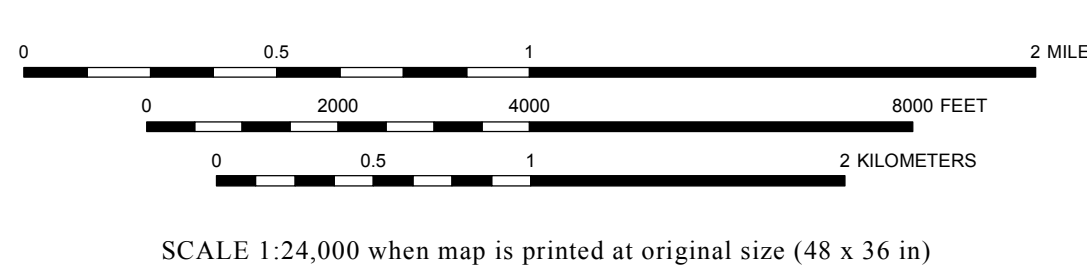 0 0.5 1 2 MILE
0 2000 4000 8000 FEET
0 0.5 1 2 KILOMETERS
SCALE 1:24,000 when map is printed at original size (48 x 36 in)